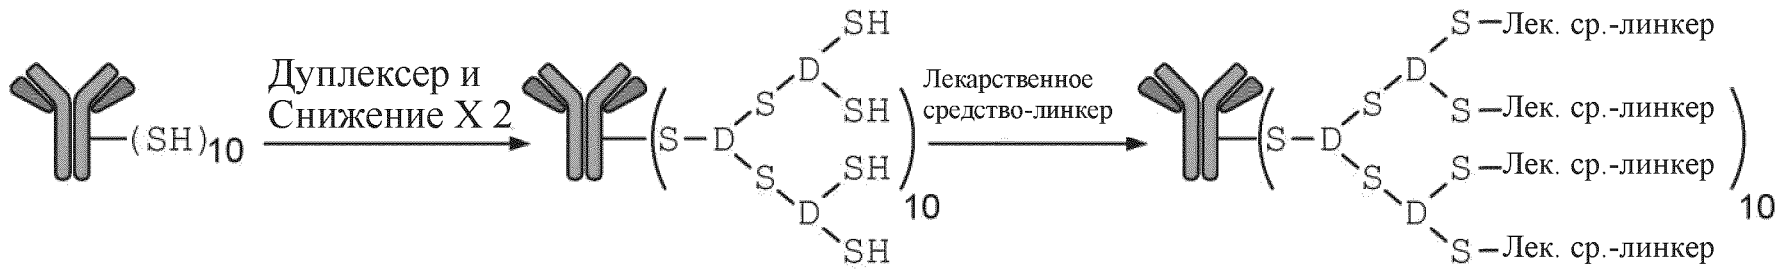 (SH)10
Дуплексер и
Снижение X 2
S D S D SH SH
S D SH SH
10
Лекарственное
средство-линкер
S D S D S Лек. ср.-линкер
S Лек. ср.-линкер
S D S Лек. ср.-линкер
S Лек. ср.-линкер
10